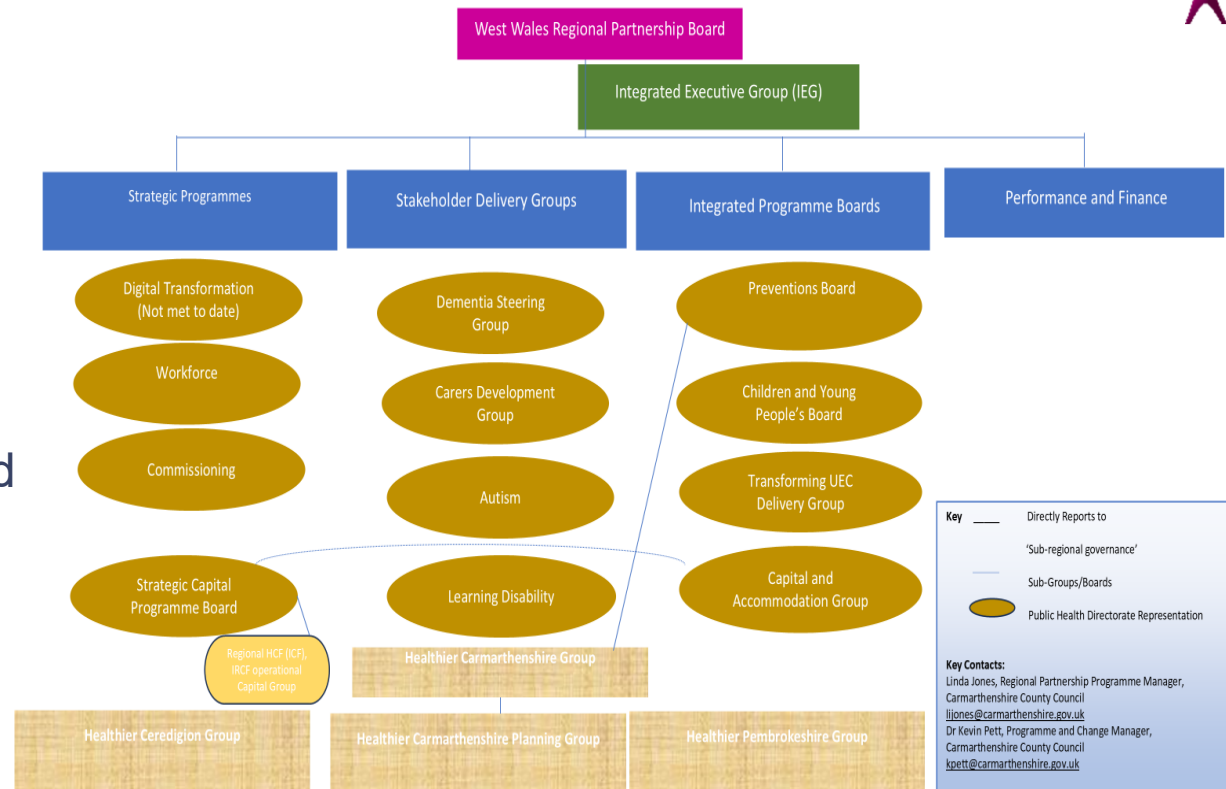 West Wales Regional Partnership Board
Integrated Executive Group (IEG)
Strategic Programmes
Stakeholder Delivery Groups
Integrated Programme Boards
Performance and Finance
Digital Transformation
(Not met to date)
Workforce
Commissioning
Strategic Capital
Programme Board
Regional HCF (ICF),
IRCF operational
Capital Group
Dementia Steering
Group
Carers Development
Group
Autism
Learning Disability
Preventions Board
Children and Young
People's Board
Transforming UEC
Delivery Group
Capital and
Accommodation Group
Healthier Carmarthenshire Group
Healthier Ceredigion Group
Healthier Carmarthenshire Planning Group
Healthier Pembrokeshire Group
d
Key ____ Directly Reports to
'Sub-regional governance'
Sub-Groups/Boards
Public Health Directorate Representation
Key Contacts:
Linda Jones, Regional Partnership Programme Manager,
Carmarthenshire County Council
lijones@carmarthenshire.gov.uk
Dr Kevin Pett, Programme and Change Manager,
Carmarthenshire County Council
kpett@carmarthenshire.gov.uk